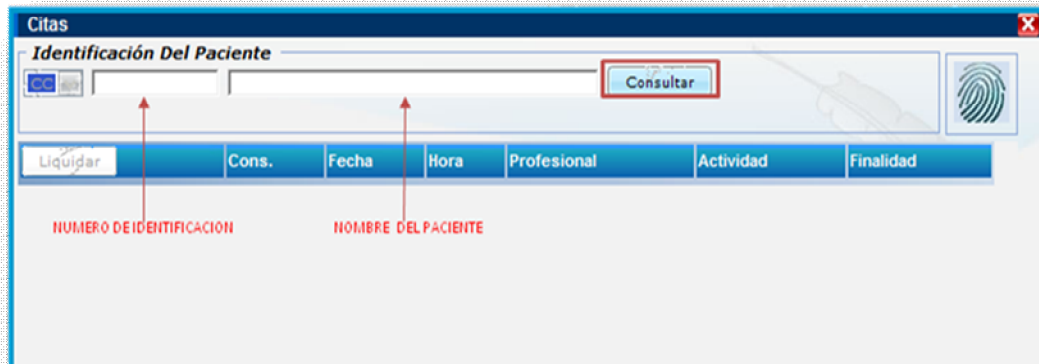 Citas
Identificación Del Paciente
CC
Consultar
Liquidar Cons. Fecha Hora Profesional Actividad Finalidad
NUMERO DE IDENTIFICACION NOMBRE DEL PACIENTE